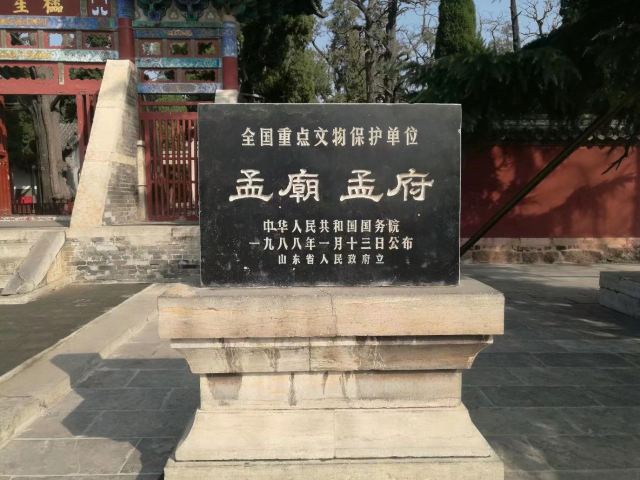 全国重点文物保护单位
孟廟 孟府
中华人民共和国国务院
一九八八年一月十三日公布
山东省人民政府立